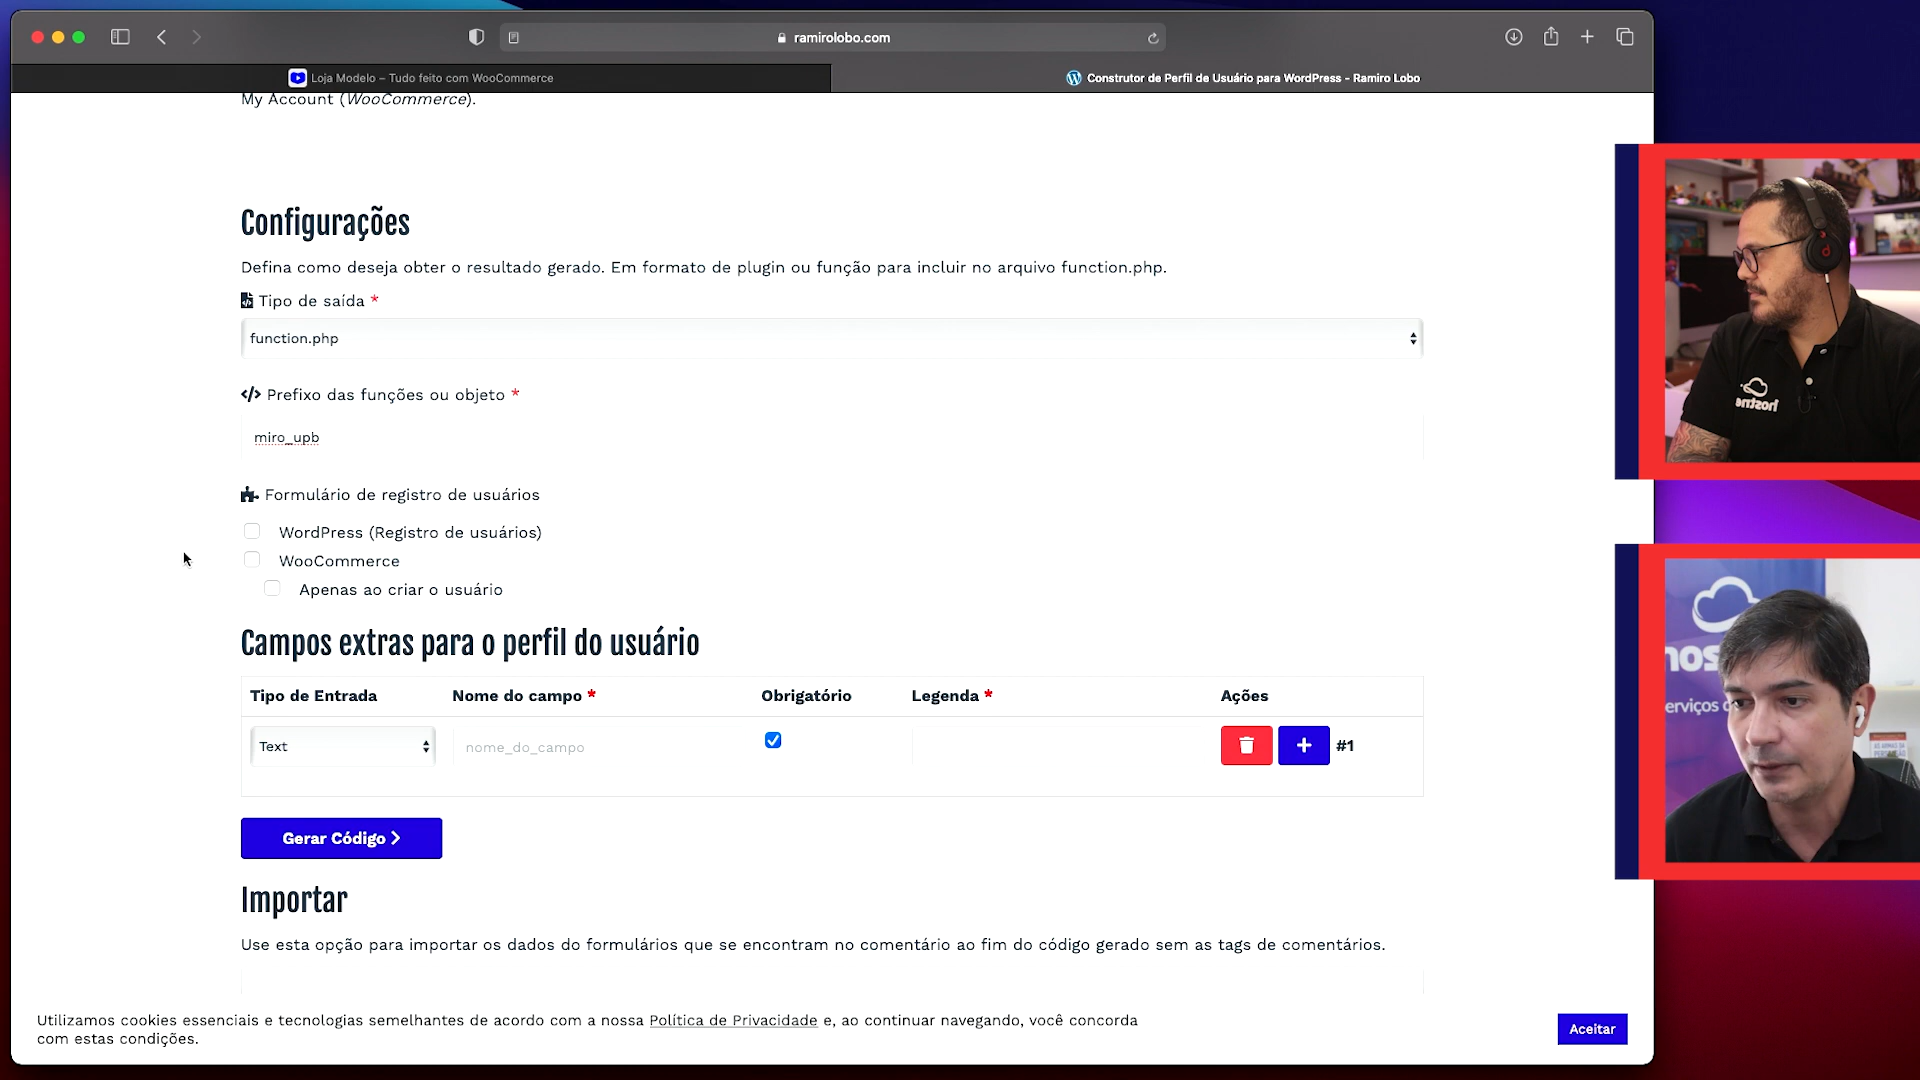 ramirolobo.com
Loja Modelo – Tudo feito com WooCommerce
Construtor de Perfil de Usuário para WordPress - Ramiro Lobo
My Account (WooCommerce).
Configurações
Defina como deseja obter o resultado gerado. Em formato de plugin ou função para incluir no arquivo function.php.
Tipo de saída *
function.php
</> Prefixo das funções ou objeto *
miro_upb
Formulário de registro de usuários
WordPress (Registro de usuários)
WooCommerce
Apenas ao criar o usuário
Campos extras para o perfil do usuário
Tipo de Entrada Nome do campo * Obrigatório Legenda * Ações
Text nome_do_campo #1
Gerar Código
Importar
Use esta opção para importar os dados do formulários que se encontram no comentário ao fim do código gerado sem as tags de comentários.
Utilizamos cookies essenciais e tecnologias semelhantes de acordo com a nossa Política de Privacidade e, ao continuar navegando, você concorda
com estas condições.
Aceitar